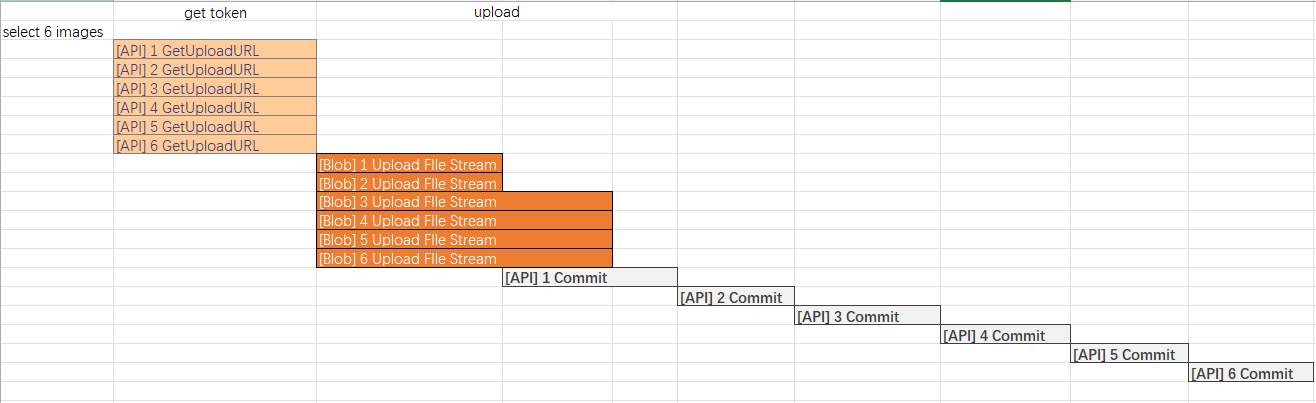 get token upload
select 6 images
[API] 1 GetUploadURL
[API] 2 GetUploadURL
[API] 3 GetUploadURL
[API] 4 GetUploadURL
[API] 5 GetUploadURL
[API] 6 GetUploadURL
[Blob] 1 Upload FIle Stream
[Blob] 2 Upload FIle Stream
[Blob] 3 Upload FIle Stream
[Blob] 4 Upload FIle Stream
[Blob] 5 Upload FIle Stream
[Blob] 6 Upload FIle Stream
[API] 1 Commit
[API] 2 Commit
[API] 3 Commit
[API] 4 Commit
[API] 5 Commit
[API] 6 Commit